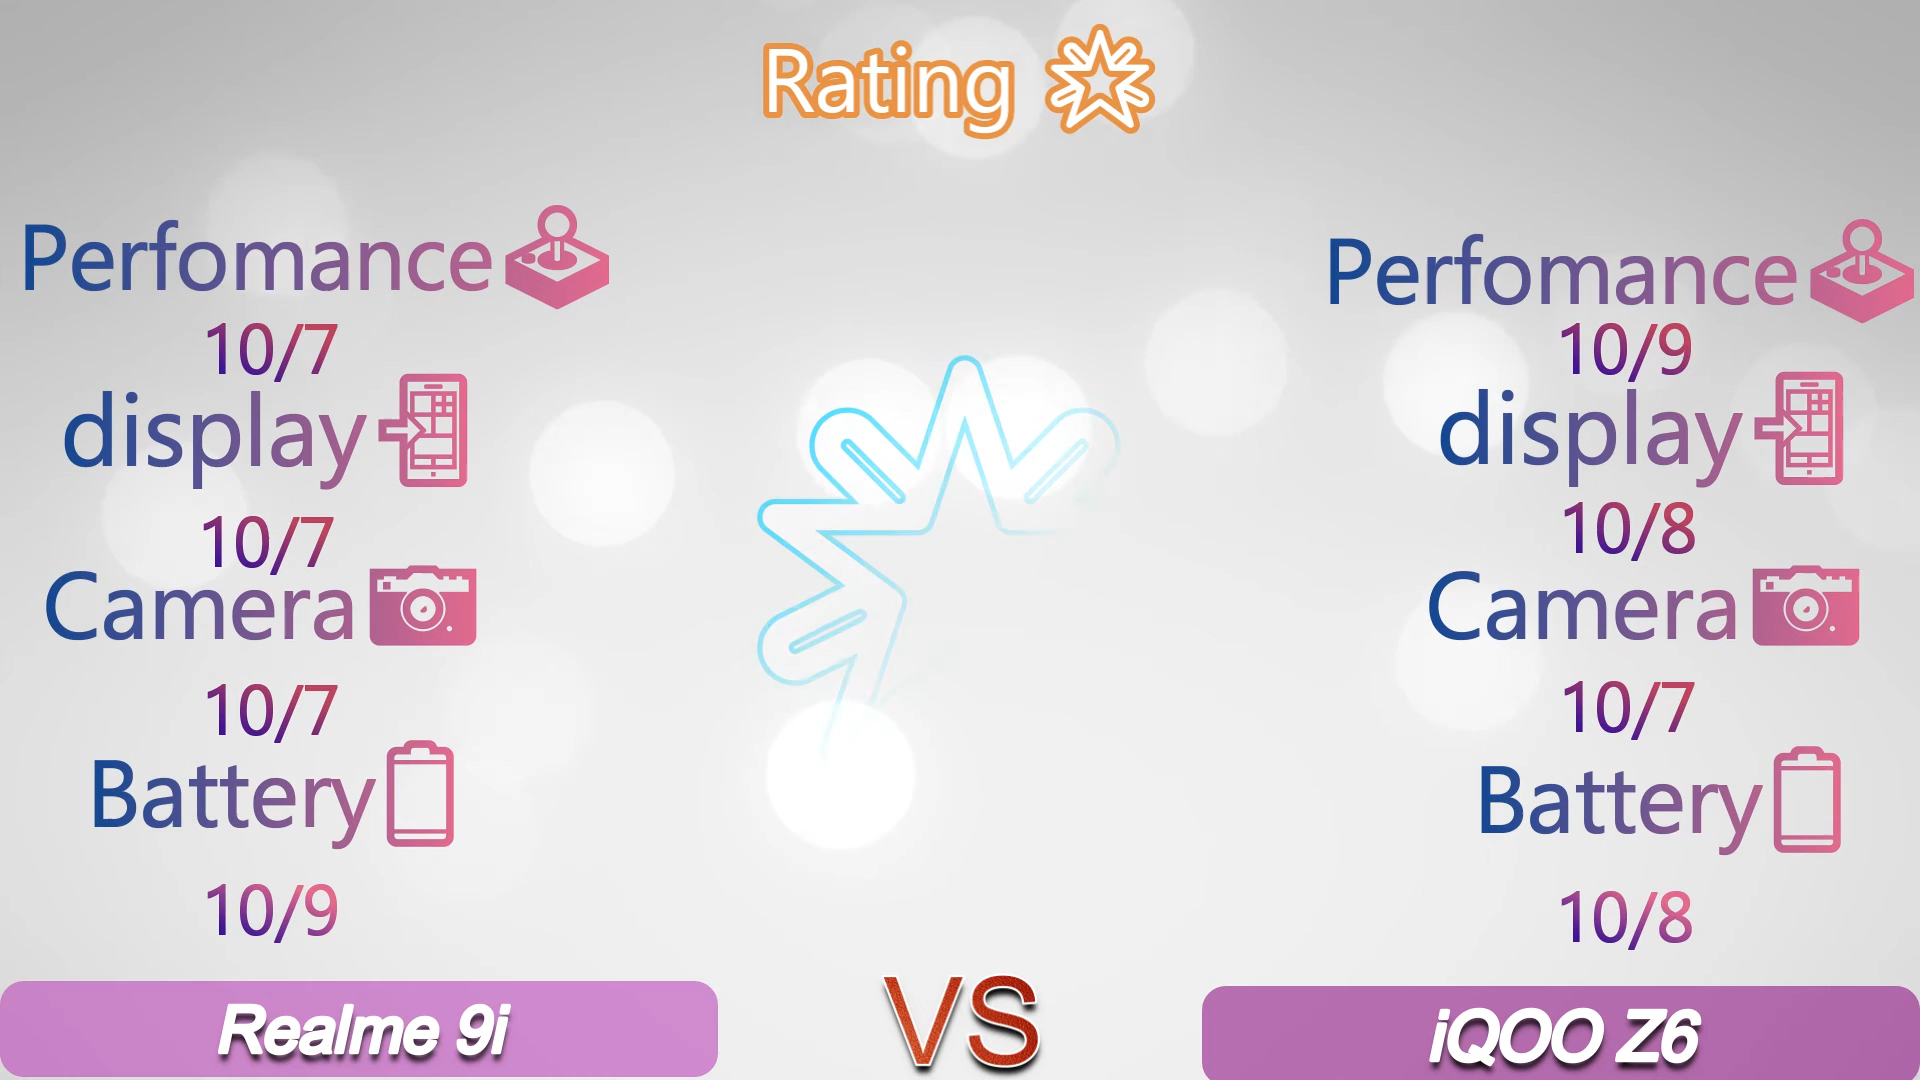 Rating
Perfomance
10/7
display
10/7
Camera
10/7
Battery
10/9
Realme 9i
VS
Perfomance
10/9
display
10/8
Camera
10/7
Battery
10/8
iQOO Z6